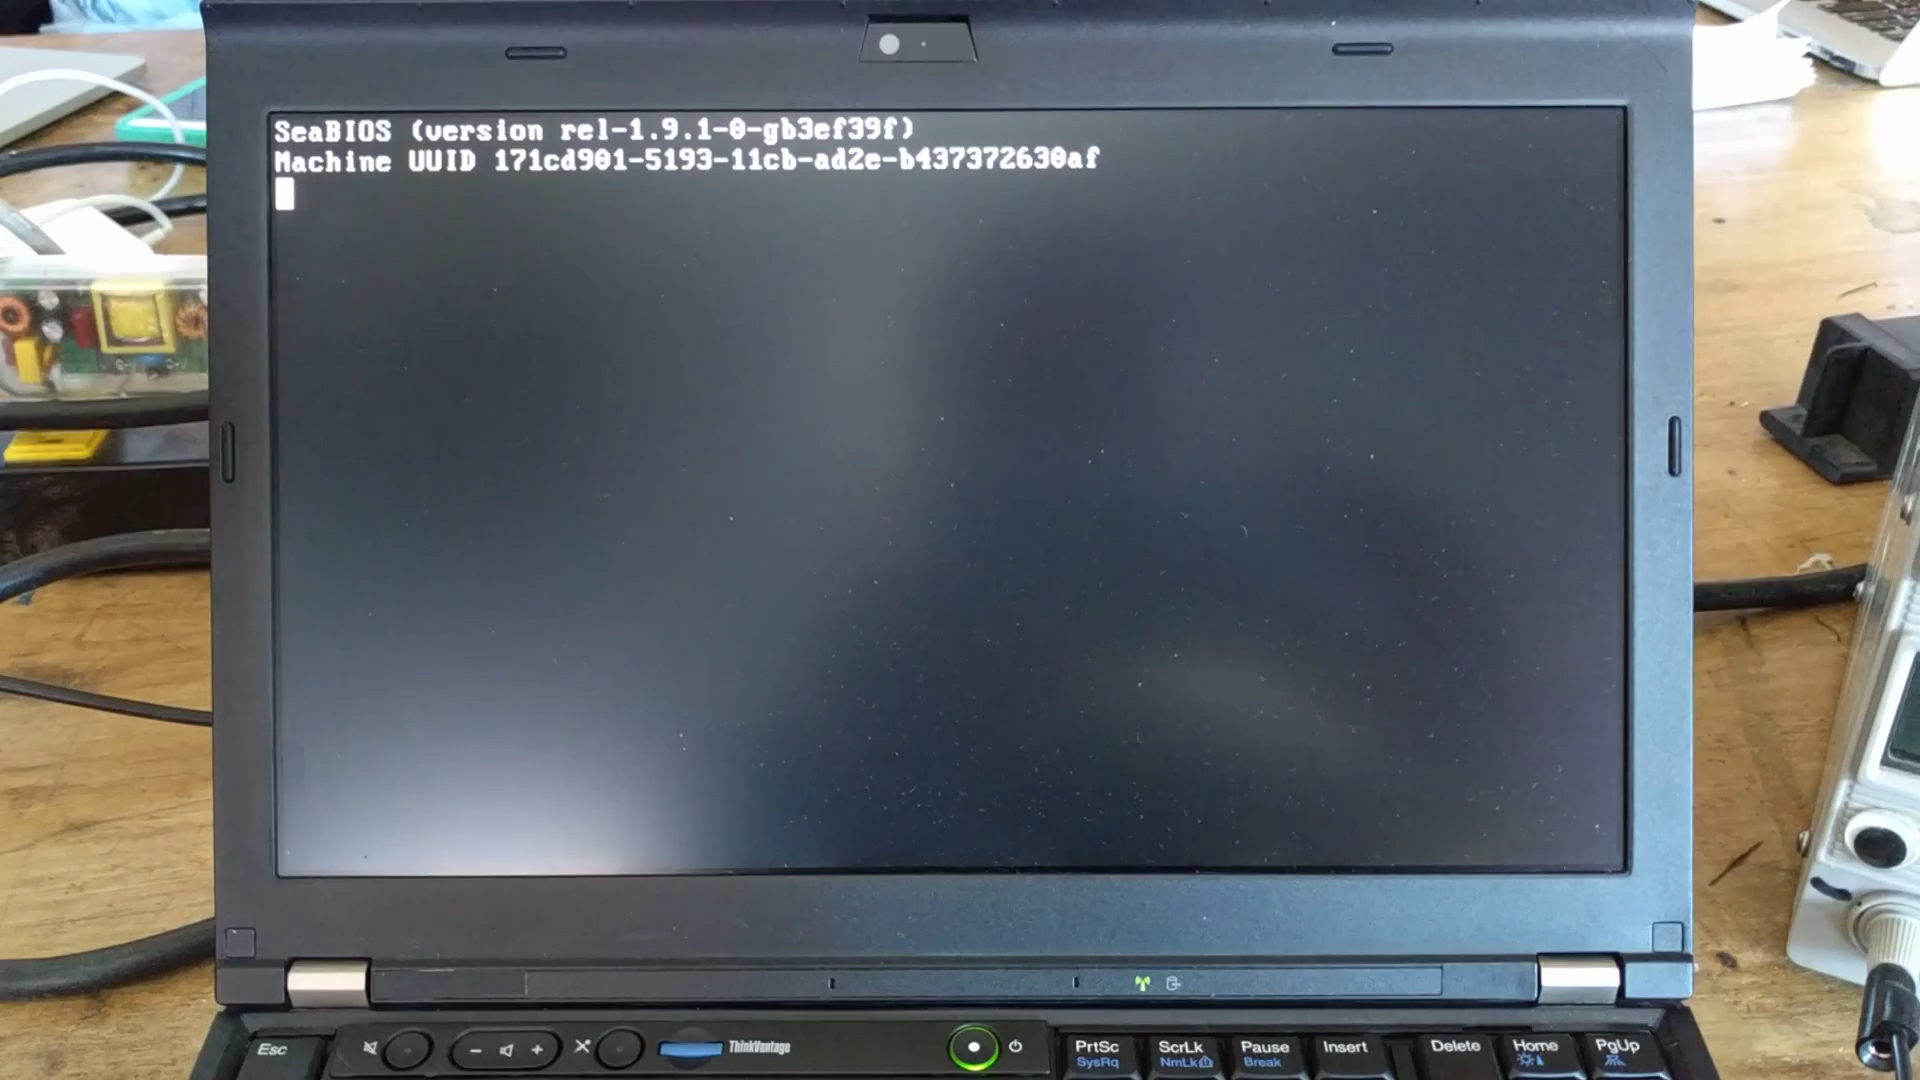 SeaBIOS (version rel-1.9.1-0-gb3ef39f)
Machine UUID 171cd901-5193-11cb-ad2e-b437372630af
Esc
ThinkVantage
PrtSc
SysRq
ScrLk
NmLk
Pause
Break
Insert
Delete
Home
PgUp